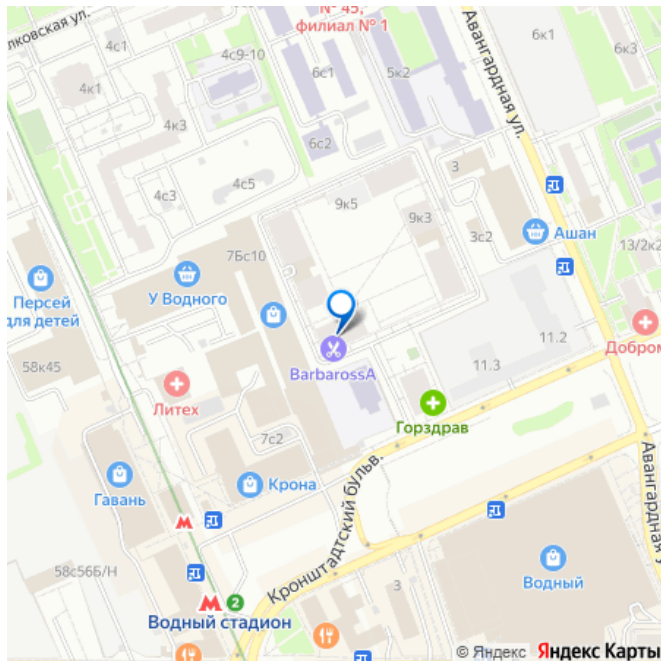 № 45,
филиал № 1
лковская ул.
4с1
4с9-10
6с1
5к2
6к1
6к3
4к1
4к3
6с2
Авангардная ул.
3
4с3
4с5
9к5
9к3
3с2
Ашан
13/2к2
7Бс10
У Водного
Персей
для детей
11.2
58к45
11.3
Добром
BarbarossA
Литех
Горздрав
7с2
Крона
Гавань
Кронштадтский бульв.
Авангардная у
58с56Б/Н
3
Водный
2
Водный стадион
© Яндекс Яндекс Карты